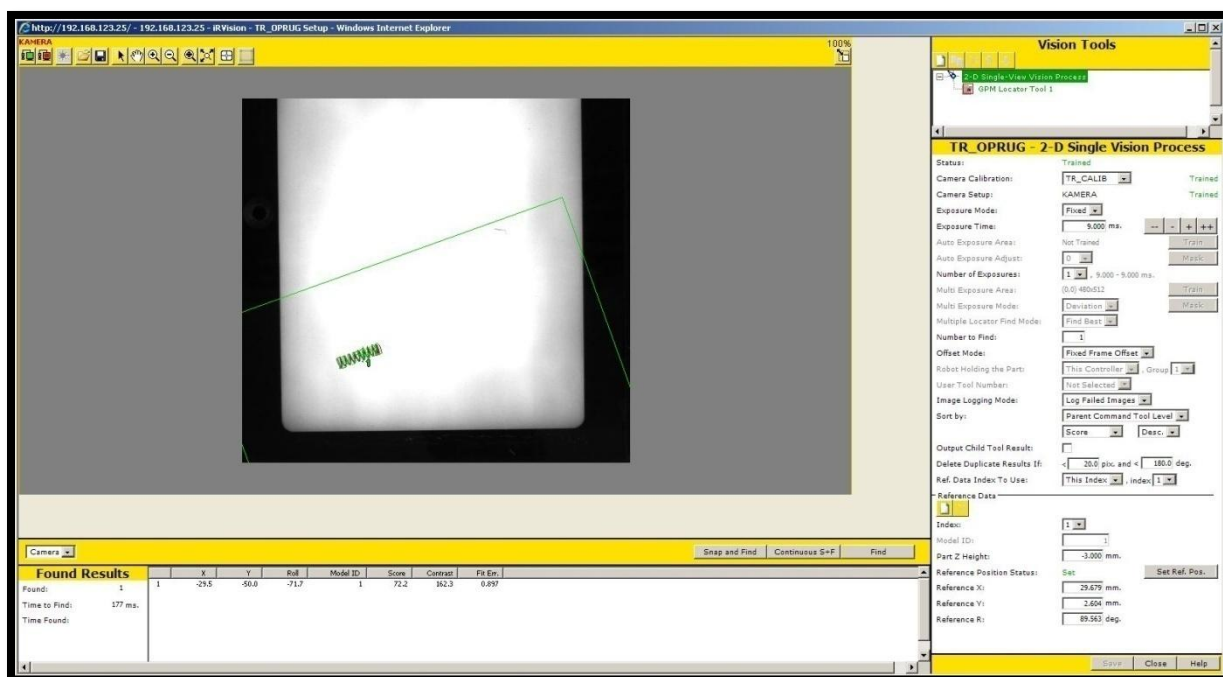 http://192.168.123.25/ - 192.168.123.25 - iRVision - TR_OPRUG Setup - Windows Internet Explorer
KAMERA
100%
Vision Tools
2-D Single-View Vision Process
GPM Locator Tool 1
TR_OPRUG - 2-D Single Vision Process
Status: Trained
Camera Calibration: TR_CALIB Trained
Camera Setup: KAMERA Trained
Exposure Mode: Fixed
Exposure Time: 9.000 ms. -- - + ++
Auto Exposure Area: Not Trained Train
Auto Exposure Adjust: 0 Mask
Number of Exposures: 1 , 9.000 - 9.000 ms.
Multi Exposure Area: (0,0) 480x512 Train
Multi Exposure Mode: Deviation Mask
Multiple Locator Find Mode: Find Best
Number to Find: 1
Offset Mode: Fixed Frame Offset
Robot Holding the Part: This Controller , Group 1
User Tool Number: Not Selected
Image Logging Mode: Log Failed Images
Sort by: Parent Command Tool Level
Score Desc.
Output Child Tool Result:
Delete Duplicate Results If: < 20.0 pix. and < 180.0 deg.
Ref. Data Index To Use: This Index , index 1
Reference Data
Index: 1
Model ID: 1
Part Z Height: -3.000 mm.
Reference Position Status: Set Set Ref. Pos.
Reference X: 29.679 mm.
Reference Y: 2.604 mm.
Reference R: 89.563 deg.
Save Close Help
Camera Snap and Find Continuous S+F Find
Found Results
Found: 1
Time to Find: 177 ms.
Time Found:
X Y Roll Model ID Score Contrast Fit Err.
1 -29.5 -50.0 -71.7 1 72.2 162.3 0.897